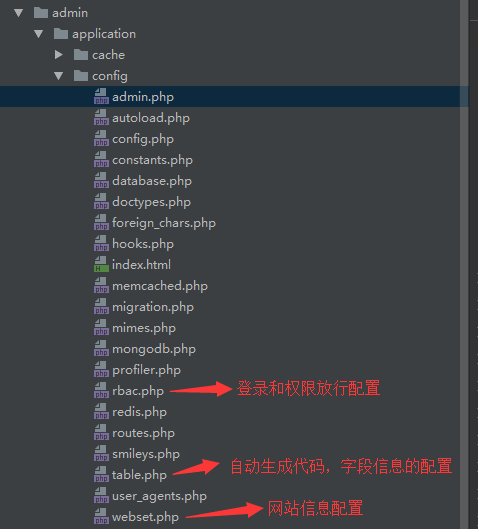 admin
application
cache
config
admin.php
autoload.php
config.php
constants.php
database.php
doctypes.php
foreign_chars.php
hooks.php
index.html
memcached.php
migration.php
mimes.php
mongodb.php
profiler.php
rbac.php 登录和权限放行配置
redis.php
routes.php
smileys.php
table.php 自动生成代码，字段信息的配置
user_agents.php
webset.php 网站信息配置